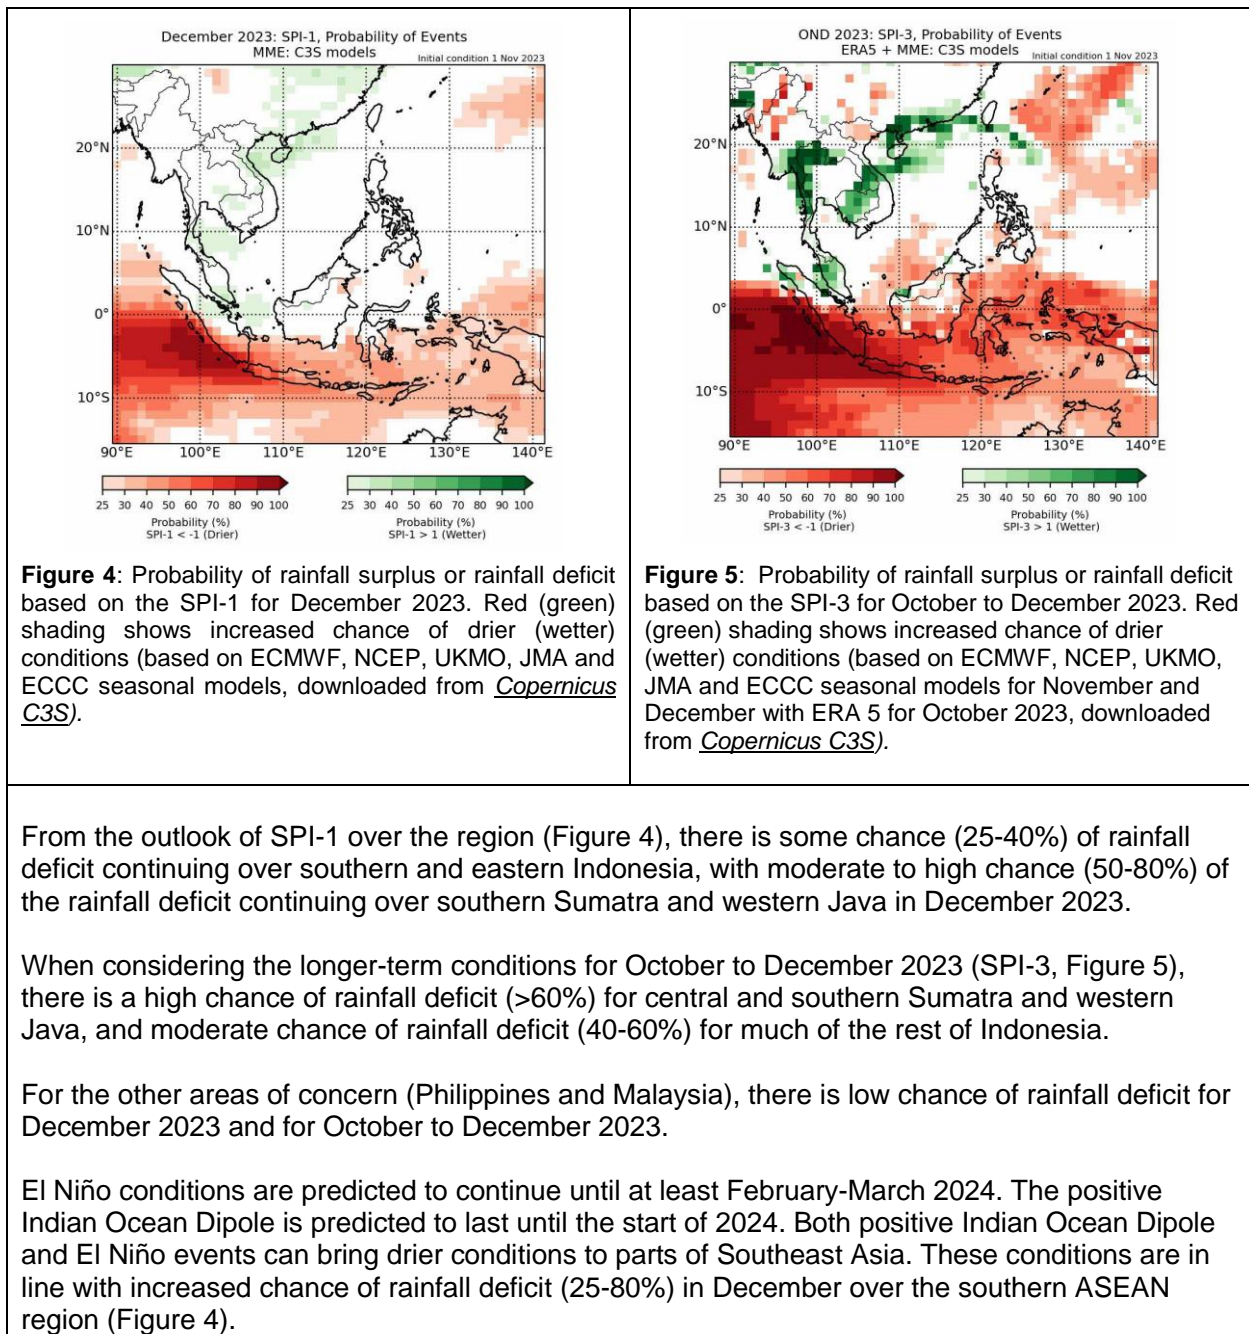 December 2023: SPI-1, Probability of Events
MME: C3S models
Initial condition 1 Nov 2023
20°N
10°N
0°
10°S
90°E 100°E 110°E 120°E 130°E 140°E
25 30 40 50 60 70 80 90 100
Probability (%)
SPI-1 < -1 (Drier)
25 30 40 50 60 70 80 90 100
Probability (%)
SPI-1 > 1 (Wetter)
Figure 4: Probability of rainfall surplus or rainfall deficit
based on the SPI-1 for December 2023. Red (green)
shading shows increased chance of drier (wetter)
conditions (based on ECMWF, NCEP, UKMO, JMA and
ECCC seasonal models, downloaded from Copernicus
C3S).
OND 2023: SPI-3, Probability of Events
ERA5 + MME: C3S models
Initial condition 1 Nov 2023
20°N
10°N
0°
10°S
90°E 100°E 110°E 120°E 130°E 140°E
25 30 40 50 60 70 80 90 100
Probability (%)
SPI-3 < -1 (Drier)
25 30 40 50 60 70 80 90 100
Probability (%)
SPI-3 > 1 (Wetter)
Figure 5: Probability of rainfall surplus or rainfall deficit
based on the SPI-3 for October to December 2023. Red
(green) shading shows increased chance of drier
(wetter) conditions (based on ECMWF, NCEP, UKMO,
JMA and ECCC seasonal models for November and
December with ERA 5 for October 2023, downloaded
from Copernicus C3S).
From the outlook of SPI-1 over the region (Figure 4), there is some chance (25-40%) of rainfall
deficit continuing over southern and eastern Indonesia, with moderate to high chance (50-80%) of
the rainfall deficit continuing over southern Sumatra and western Java in December 2023.
When considering the longer-term conditions for October to December 2023 (SPI-3, Figure 5),
there is a high chance of rainfall deficit (>60%) for central and southern Sumatra and western
Java, and moderate chance of rainfall deficit (40-60%) for much of the rest of Indonesia.
For the other areas of concern (Philippines and Malaysia), there is low chance of rainfall deficit for
December 2023 and for October to December 2023.
El Niño conditions are predicted to continue until at least February-March 2024. The positive
Indian Ocean Dipole is predicted to last until the start of 2024. Both positive Indian Ocean Dipole
and El Niño events can bring drier conditions to parts of Southeast Asia. These conditions are in
line with increased chance of rainfall deficit (25-80%) in December over the southern ASEAN
region (Figure 4).